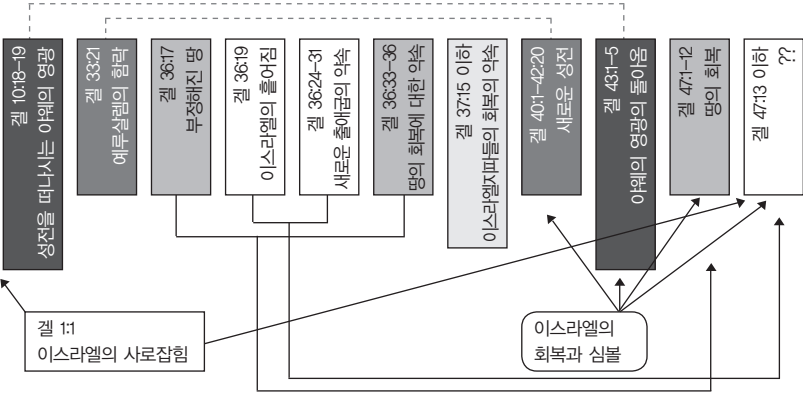 겔 10:18-19
성전을 떠나시는 야웨의 영광
겔 33:21
예루살렘의 함락
겔 36:17
부정해진 땅
겔 36:19
이스라엘의 흩어짐
겔 36:24-31
새로운 출애굽의 약속
겔 36:33-36
땅의 회복에 대한 약속
겔 37:15 이하
이스라엘지파들의 회복의 약속
겔 40:1-42:20
새로운 성전
겔 43:1-5
야웨의 영광의 돌아옴
겔 47:1-12
땅의 회복
겔 47:13 이하
??
겔 1:1
이스라엘의 사로잡힘
이스라엘의
회복과 심볼